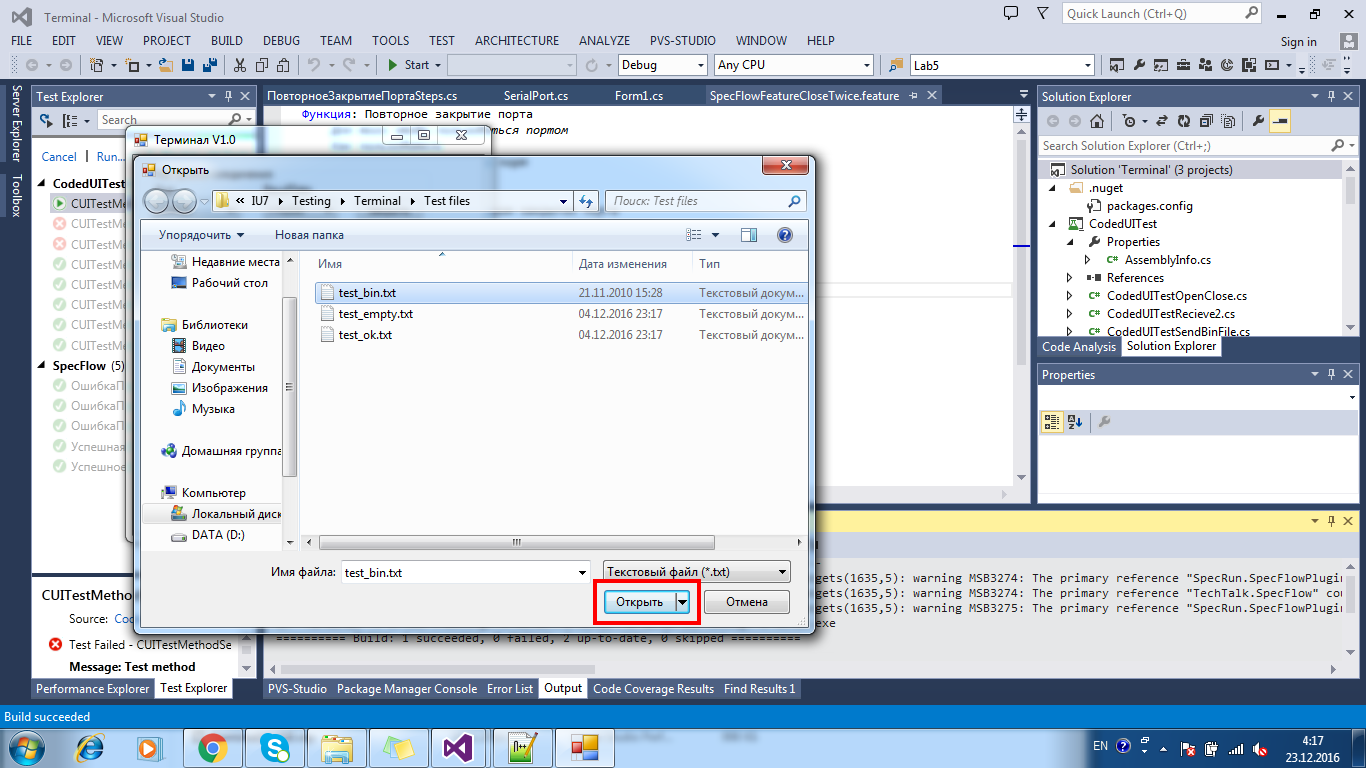 Terminal - Microsoft Visual Studio
Quick Launch (Ctrl+Q)
FILE EDIT VIEW PROJECT BUILD DEBUG TEAM TOOLS TEST ARCHITECTURE ANALYZE PVS-STUDIO WINDOW HELP
Sign in
Start Debug Any CPU Lab5
Server Explorer
Toolbox
Test Explorer
Search
Cancel Run...
CodedUITest
CUITestMe
CUITestMe
CUITestMe
CUITestMe
CUITestMe
CUITestMe
CUITestMe
CUITestMe
SpecFlow (5)
ОшибкаП
ОшибкаП
ОшибкаП
Успешная
Успешное
CUITestMetho
Source: Co
Test Failed - CUITestMethodSe
Message: Test method
Performance Explorer Test Explorer
ПовторноеЗакрытиеПортаSteps.cs SerialPort.cs Form1.cs SpecFlowFeatureCloseTwice.feature
Функция: Повторное закрытие порта
портом
Терминал V1.0
Открыть
« IU7 Testing Terminal Test files
Поиск: Test files
Упорядочить Новая папка
Недавние места
Рабочий стол
Библиотеки
Видео
Документы
Изображения
Музыка
Домашняя группа
Компьютер
Локальный диск
DATA (D:)
Имя Дата изменения Тип
test_bin.txt 21.11.2010 15:28 Текстовый докум...
test_empty.txt 04.12.2016 23:17 Текстовый докум...
test_ok.txt 04.12.2016 23:17 Текстовый докум...
Имя файла: test_bin.txt
Текстовый файл (*.txt)
Открыть Отмена
Solution Explorer
Search Solution Explorer (Ctrl+;)
Solution 'Terminal' (3 projects)
.nuget
packages.config
CodedUITest
Properties
AssemblyInfo.cs
References
CodedUITestOpenClose.cs
CodedUITestRecieve2.cs
CodedUITestSendBinFile.cs
Code Analysis Solution Explorer
Properties
gets(1635,5): warning MSB3274: The primary reference "SpecRun.SpecFlowPlugin
gets(1635,5): warning MSB3274: The primary reference "TechTalk.SpecFlow" cou
gets(1635,5): warning MSB3275: The primary reference "SpecRun.SpecFlowPlugin
exe
========== Build: 1 succeeded, 0 failed, 2 up-to-date, 0 skipped ==========
PVS-Studio Package Manager Console Error List Output Code Coverage Results Find Results 1
Build succeeded
EN
4:17
23.12.2016